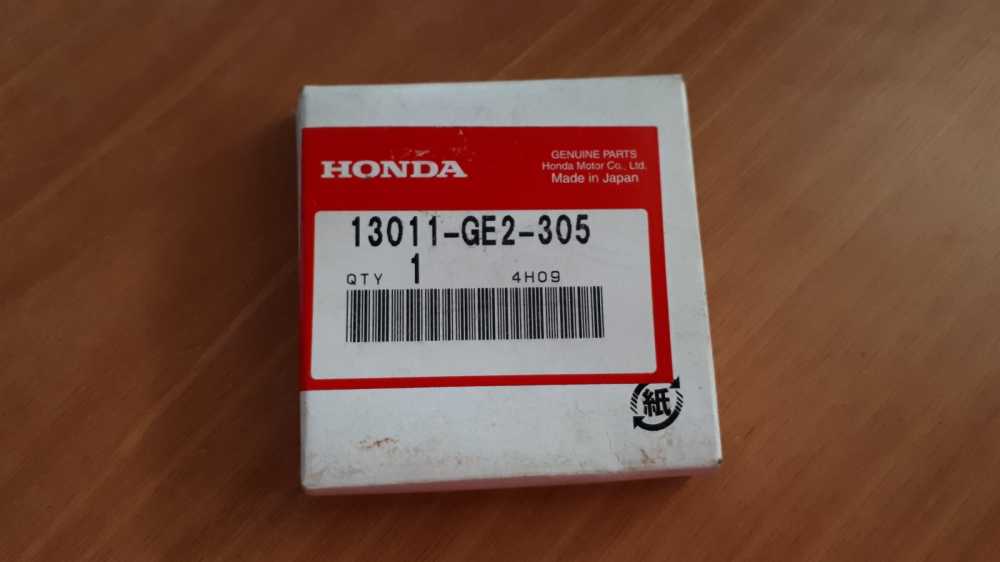 HONDA
GENUINE PARTS
Honda Motor Co., Ltd.
Made in Japan
13011-GE2-305
QTY 1 4H09
紙